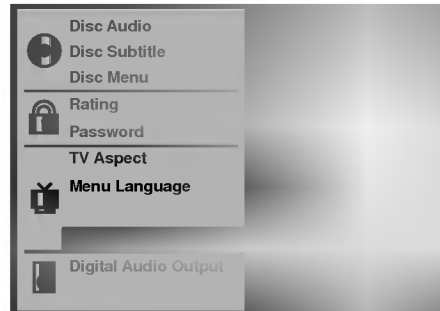 Disc Audio
Disc Subtitle
Disc Menu
Rating
Password
TV Aspect
Menu Language
Digital Audio Output